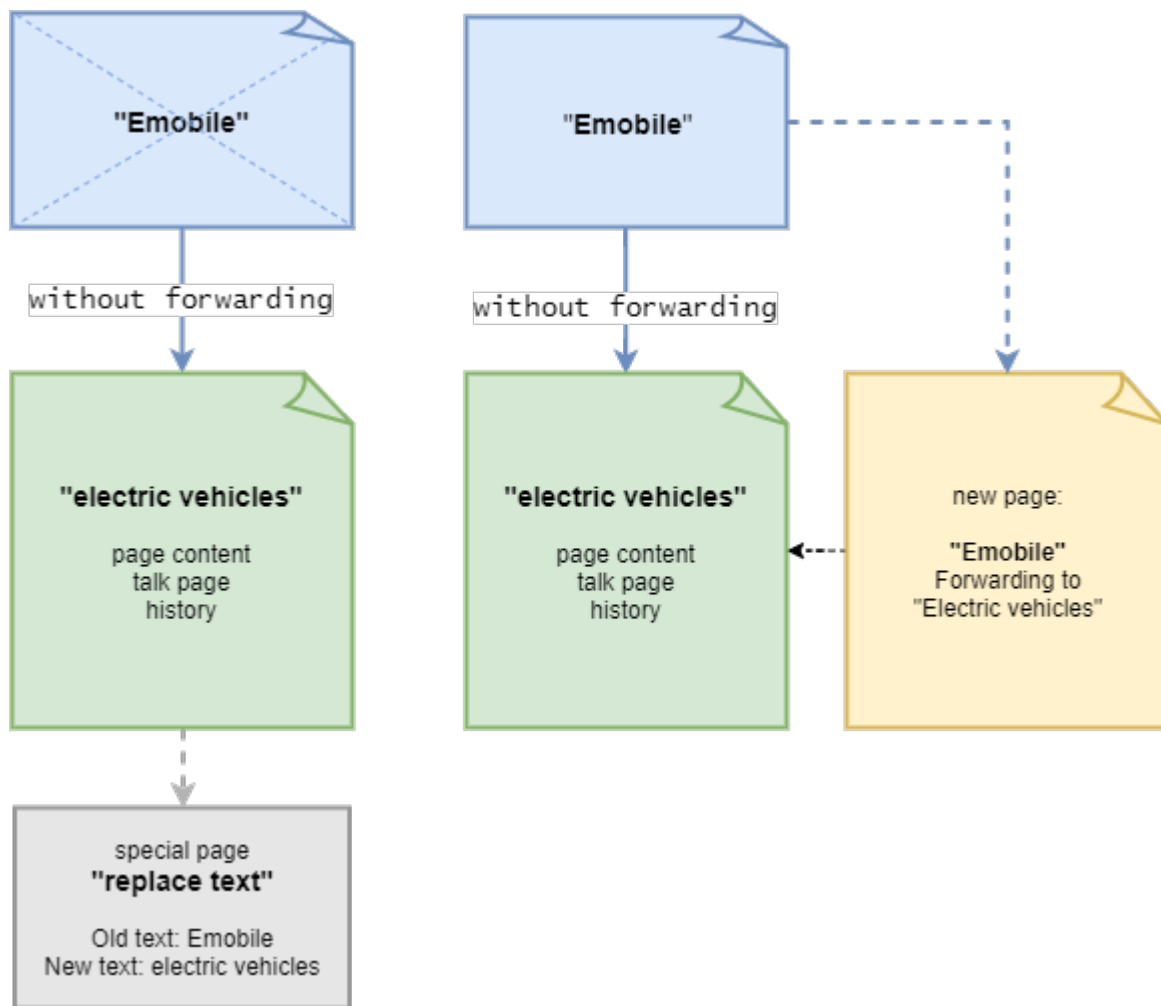 "Emobile"
without forwarding
"electric vehicles"
page content
talk page
history
special page
"replace text"
Old text: Emobile
New text: electric vehicles
"Emobile"
without forwarding
"electric vehicles"
page content
talk page
history
new page:
"Emobile"
Forwarding to
"Electric vehicles"